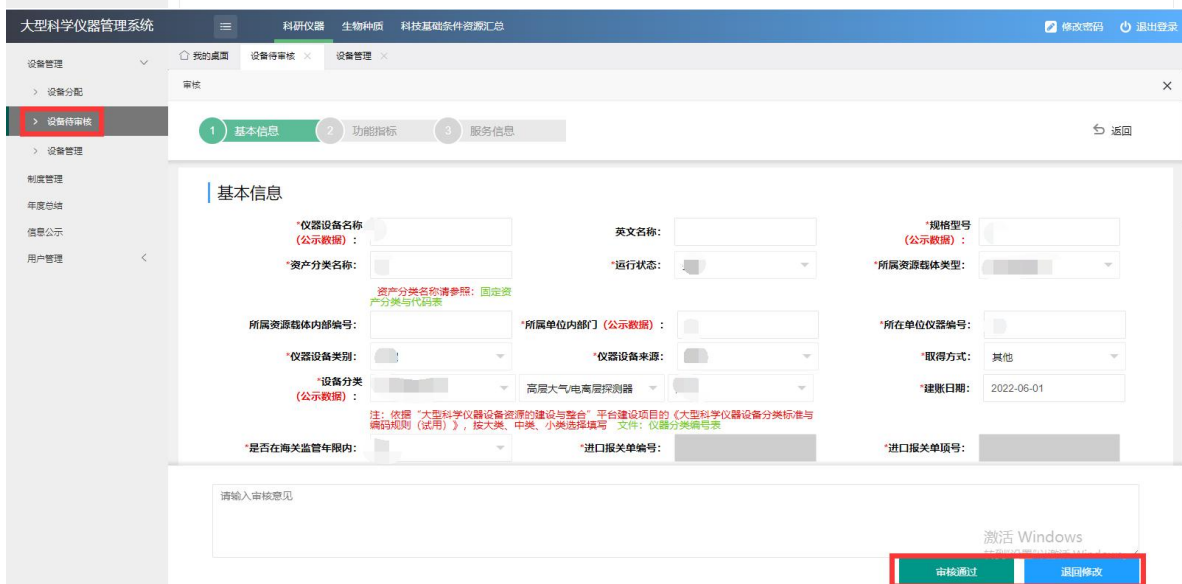 大型科学仪器管理系统 科研仪器 生物种质 科技基础条件资源汇总 修改密码 退出登录
设备管理
设备分配
设备待审核
设备管理
制度管理
年度总结
信息公示
用户管理
我的桌面 设备待审核 设备管理
审核
1 基本信息 2 功能指标 3 服务信息 返回
基本信息
*仪器设备名称
(公示数据)：
英文名称：
*规格型号
(公示数据)：
*资产分类名称： *运行状态： *所属资源载体类型：
资产分类名称请参照：固定资
产分类与代码表
所属资源载体内部编号： *所属单位内部门（公示数据）： *所在单位仪器编号：
*仪器设备类别： *仪器设备来源： *取得方式： 其他
*设备分类
(公示数据)：
高层大气/电离层探测器 *建账日期： 2022-06-01
注：依据“大型科学仪器设备资源的建设与整合”平台建设项目的《大型科学仪器设备分类标准与
编码规则（试用）》，按大类、中类、小类选择填写 文件：仪器分类编号表
*是否在海关监管年限内： *进口报关单编号： *进口报关单项号：
请输入审核意见
激活 Windows
审核通过 退回修改